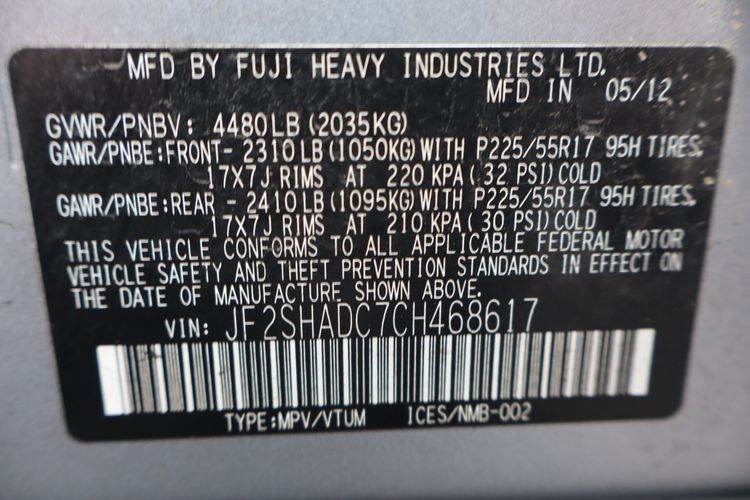 MFD BY FUJI HEAVY INDUSTRIES LTD.
MFD IN 05/12
GVWR/PNBV: 4480LB (2035KG)
GAWR/PNBE:FRONT- 2310LB (1050KG) WITH P225/55R17 95H TIRES,
17X7J RIMS AT 220 KPA( 32 PSI) COLD
GAWR/PNBE:REAR - 2410LB (1095KG) WITH P225/55R17 95H TIRES,
17X7J RIMS AT 210 KPA( 30 PSI) COLD
THIS VEHICLE CONFORMS TO ALL APPLICABLE FEDERAL MOTOR
VEHICLE SAFETY AND THEFT PREVENTION STANDARDS IN EFFECT ON
THE DATE OF MANUFACTURE SHOWN ABOVE.
VIN: JF2SHADC7CH468617
TYPE:MPV/VTUM ICES/NMB-002